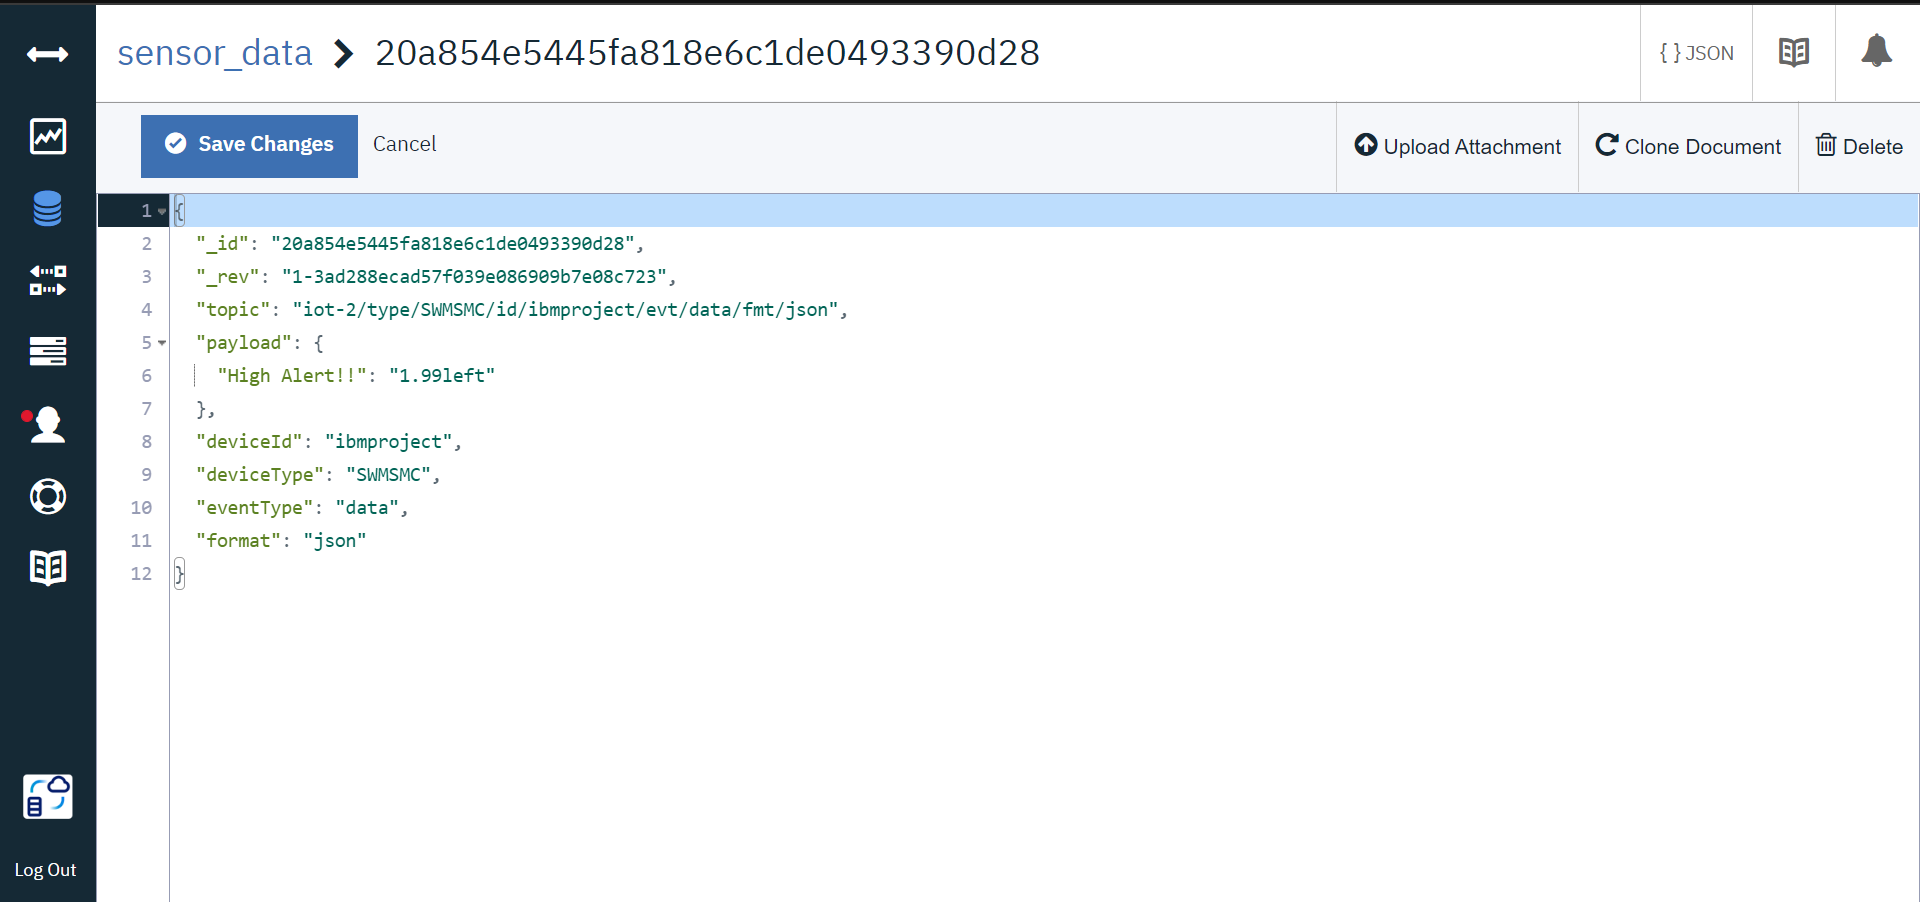 sensor_data 20a854e5445fa818e6c1de0493390d28
{ } JSON
Save Changes Cancel
Upload Attachment Clone Document Delete
1 {
2 "_id": "20a854e5445fa818e6c1de0493390d28",
3 "_rev": "1-3ad288ecad57f039e086909b7e08c723",
4 "topic": "iot-2/type/SWMSMC/id/ibmproject/evt/data/fmt/json",
5 "payload": {
6 "High Alert!!": "1.99left"
7 },
8 "deviceId": "ibmproject",
9 "deviceType": "SWMSMC",
10 "eventType": "data",
11 "format": "json"
12 }
Log Out